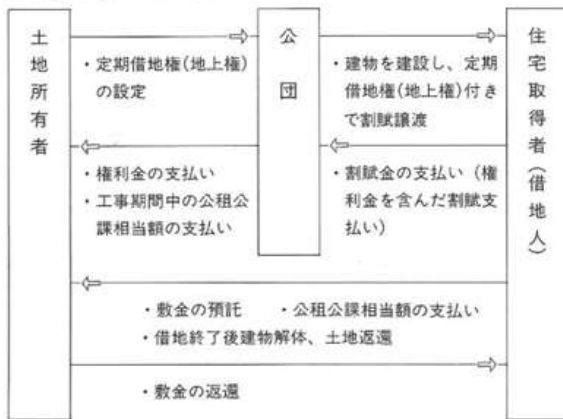 土地所有者
公団
住宅取得者(借地人)
・定期借地権(地上権)
の設定
・建物を建設し、定期
借地権(地上権)付き
で割賦譲渡
・権利金の支払い
・工事期間中の公租公
課相当額の支払い
・割賦金の支払い(権
利金を含んだ割賦支
払い)
・敷金の預託 ・公租公課相当額の支払い
・借地終了後建物解体、土地返還
・敷金の返還